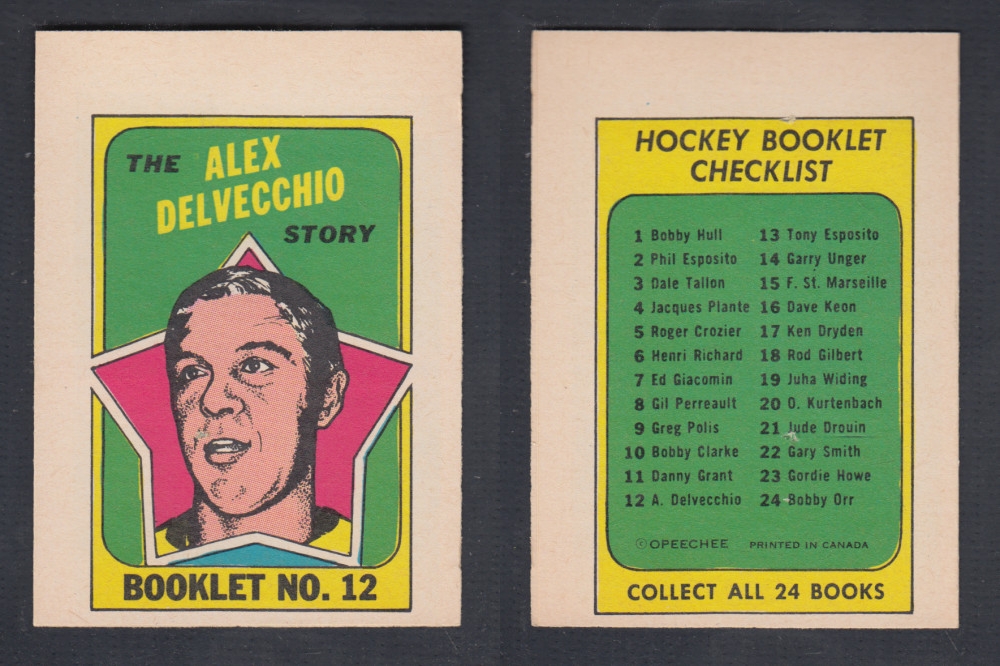 THE ALEX
DELVECCHIO
STORY
BOOKLET NO. 12
HOCKEY BOOKLET
CHECKLIST
1 Bobby Hull 13 Tony Esposito
2 Phil Esposito 14 Garry Unger
3 Dale Tallon 15 F. St. Marseille
4 Jacques Plante 16 Dave Keon
5 Roger Crozier 17 Ken Dryden
6 Henri Richard 18 Rod Gilbert
7 Ed Giacomin 19 Juha Widing
8 Gil Perreault 20 O. Kurtenbach
9 Greg Polis 21 Jude Drouin
10 Bobby Clarke 22 Gary Smith
11 Danny Grant 23 Gordie Howe
12 A. Delvecchio 24 Bobby Orr
©OPEECHEE PRINTED IN CANADA
COLLECT ALL 24 BOOKS